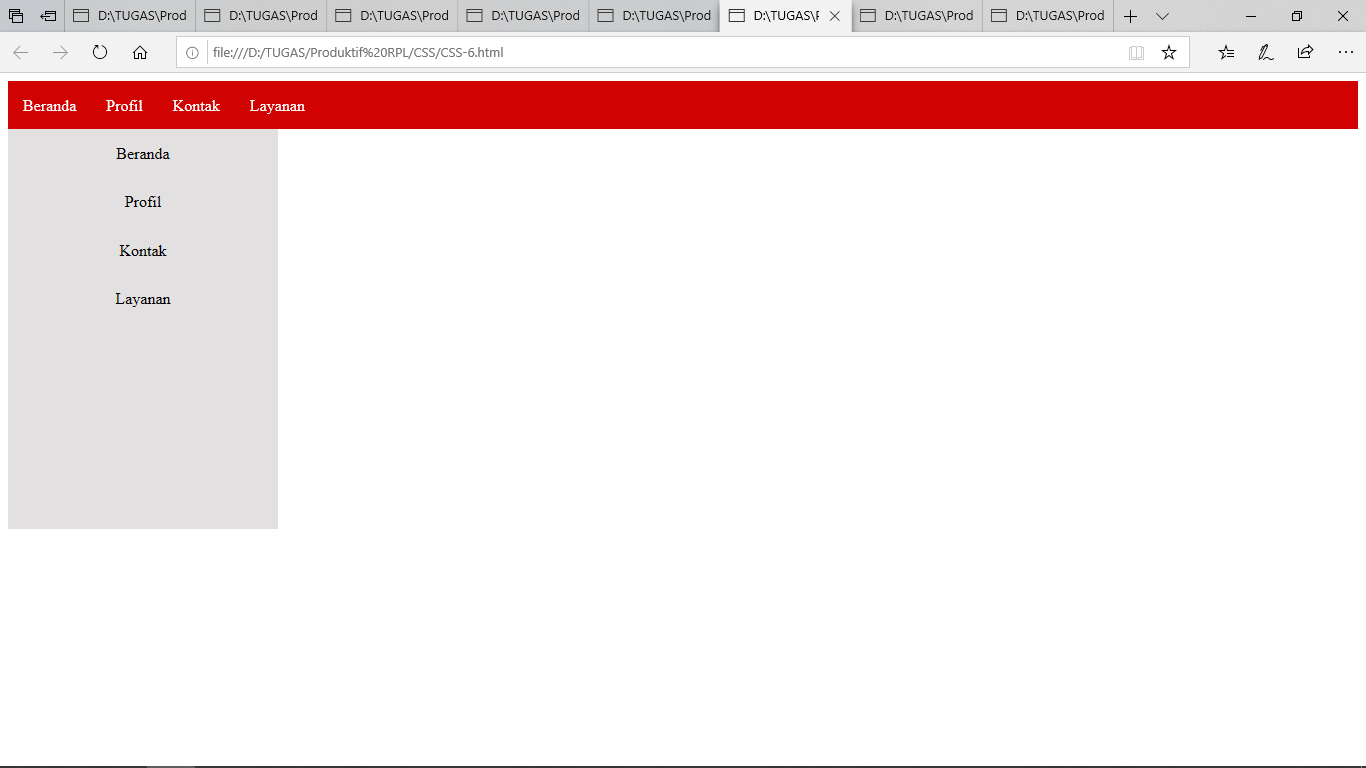 D:\TUGAS\Prod D:\TUGAS\Prod D:\TUGAS\Prod D:\TUGAS\Prod D:\TUGAS\Prod D:\TUGAS\P D:\TUGAS\Prod D:\TUGAS\Prod
file:///D:/TUGAS/Produktif%20RPL/CSS/CSS-6.html
Beranda Profil Kontak Layanan
Beranda
Profil
Kontak
Layanan